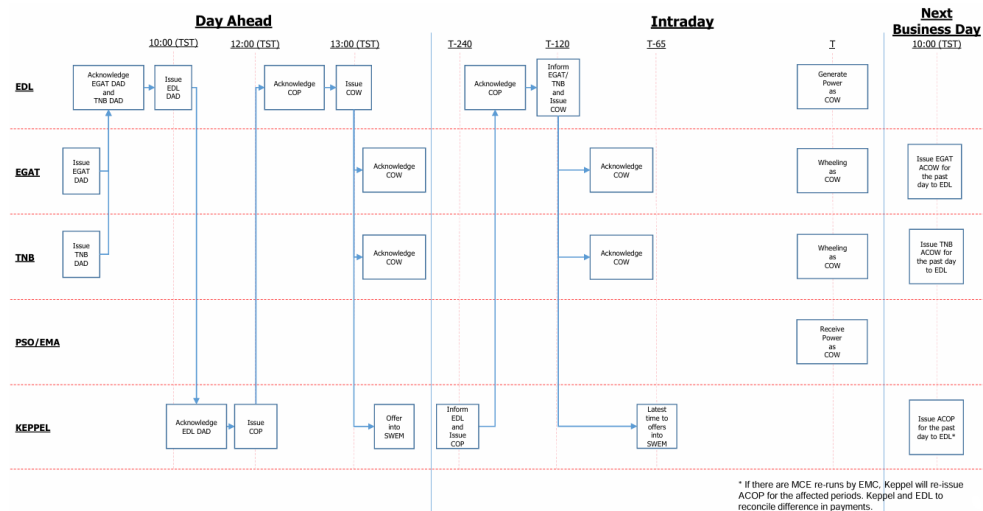 Day Ahead
Intraday
Next
Business Day
10:00 (TST)
12:00 (TST)
13:00 (TST)
T-240
T-120
T-65
T
10:00 (TST)
EDL
Acknowledge
EGAT DAD
and
TNB DAD
Issue
EDL
DAD
Acknowledge
COP
Issue
COW
Acknowledge
COP
Inform
EGAT/
TNB
and
Issue
COW
Generate
Power
as
COW
EGAT
Issue
EGAT
DAD
Acknowledge
COW
Acknowledge
COW
Wheeling
as
COW
Issue EGAT
ACOW for
the past
day to EDL
TNB
Issue
TNB
DAD
Acknowledge
COW
Acknowledge
COW
Wheeling
as
COW
Issue TNB
ACOW for
the past day
to EDL
PSO/EMA
Receive
Power
as
COW
KEPPEL
Acknowledge
EDL DAD
Issue
COP
Offer
into
SWEM
Inform
EDL
and
Issue
COP
Latest
time to
offers
into
SWEM
Issue ACOP
for the past
day to EDL*
* If there are MCE re-runs by EMC, Keppel will re-issue
ACOP for the affected periods. Keppel and EDL to
reconcile difference in payments.